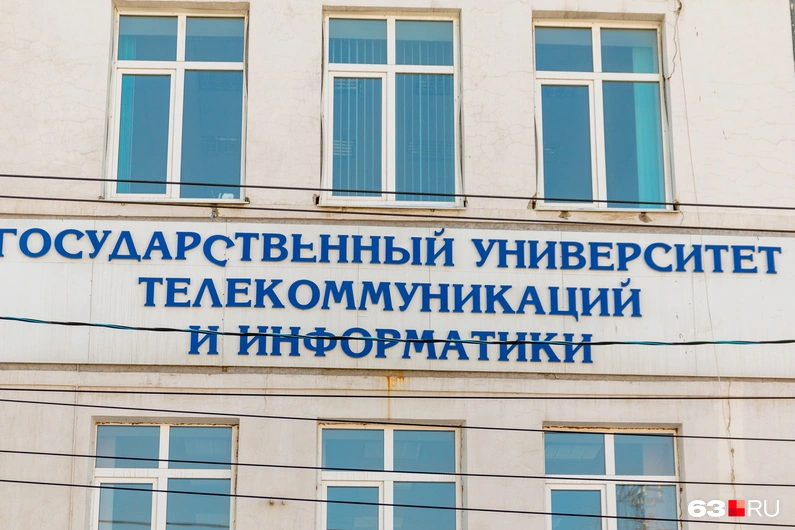 ГОСУДАРСТВЕННЫЙ УНИВЕРСИТЕТ
ТЕЛЕКОММУНИКАЦИЙ
И ИНФОРМАТИКИ
63.RU